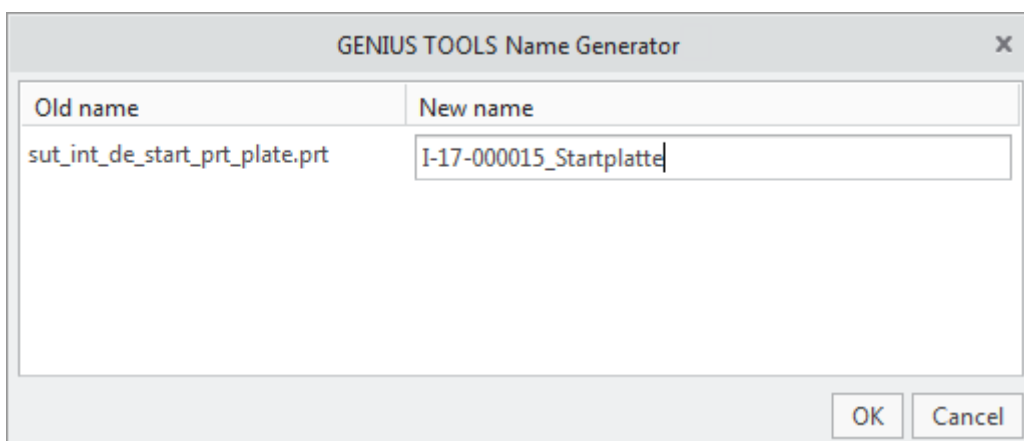 GENIUS TOOLS Name Generator x
Old name New name
sut_int_de_start_prt_plate.prt I-17-000015_Startplatte
OK Cancel